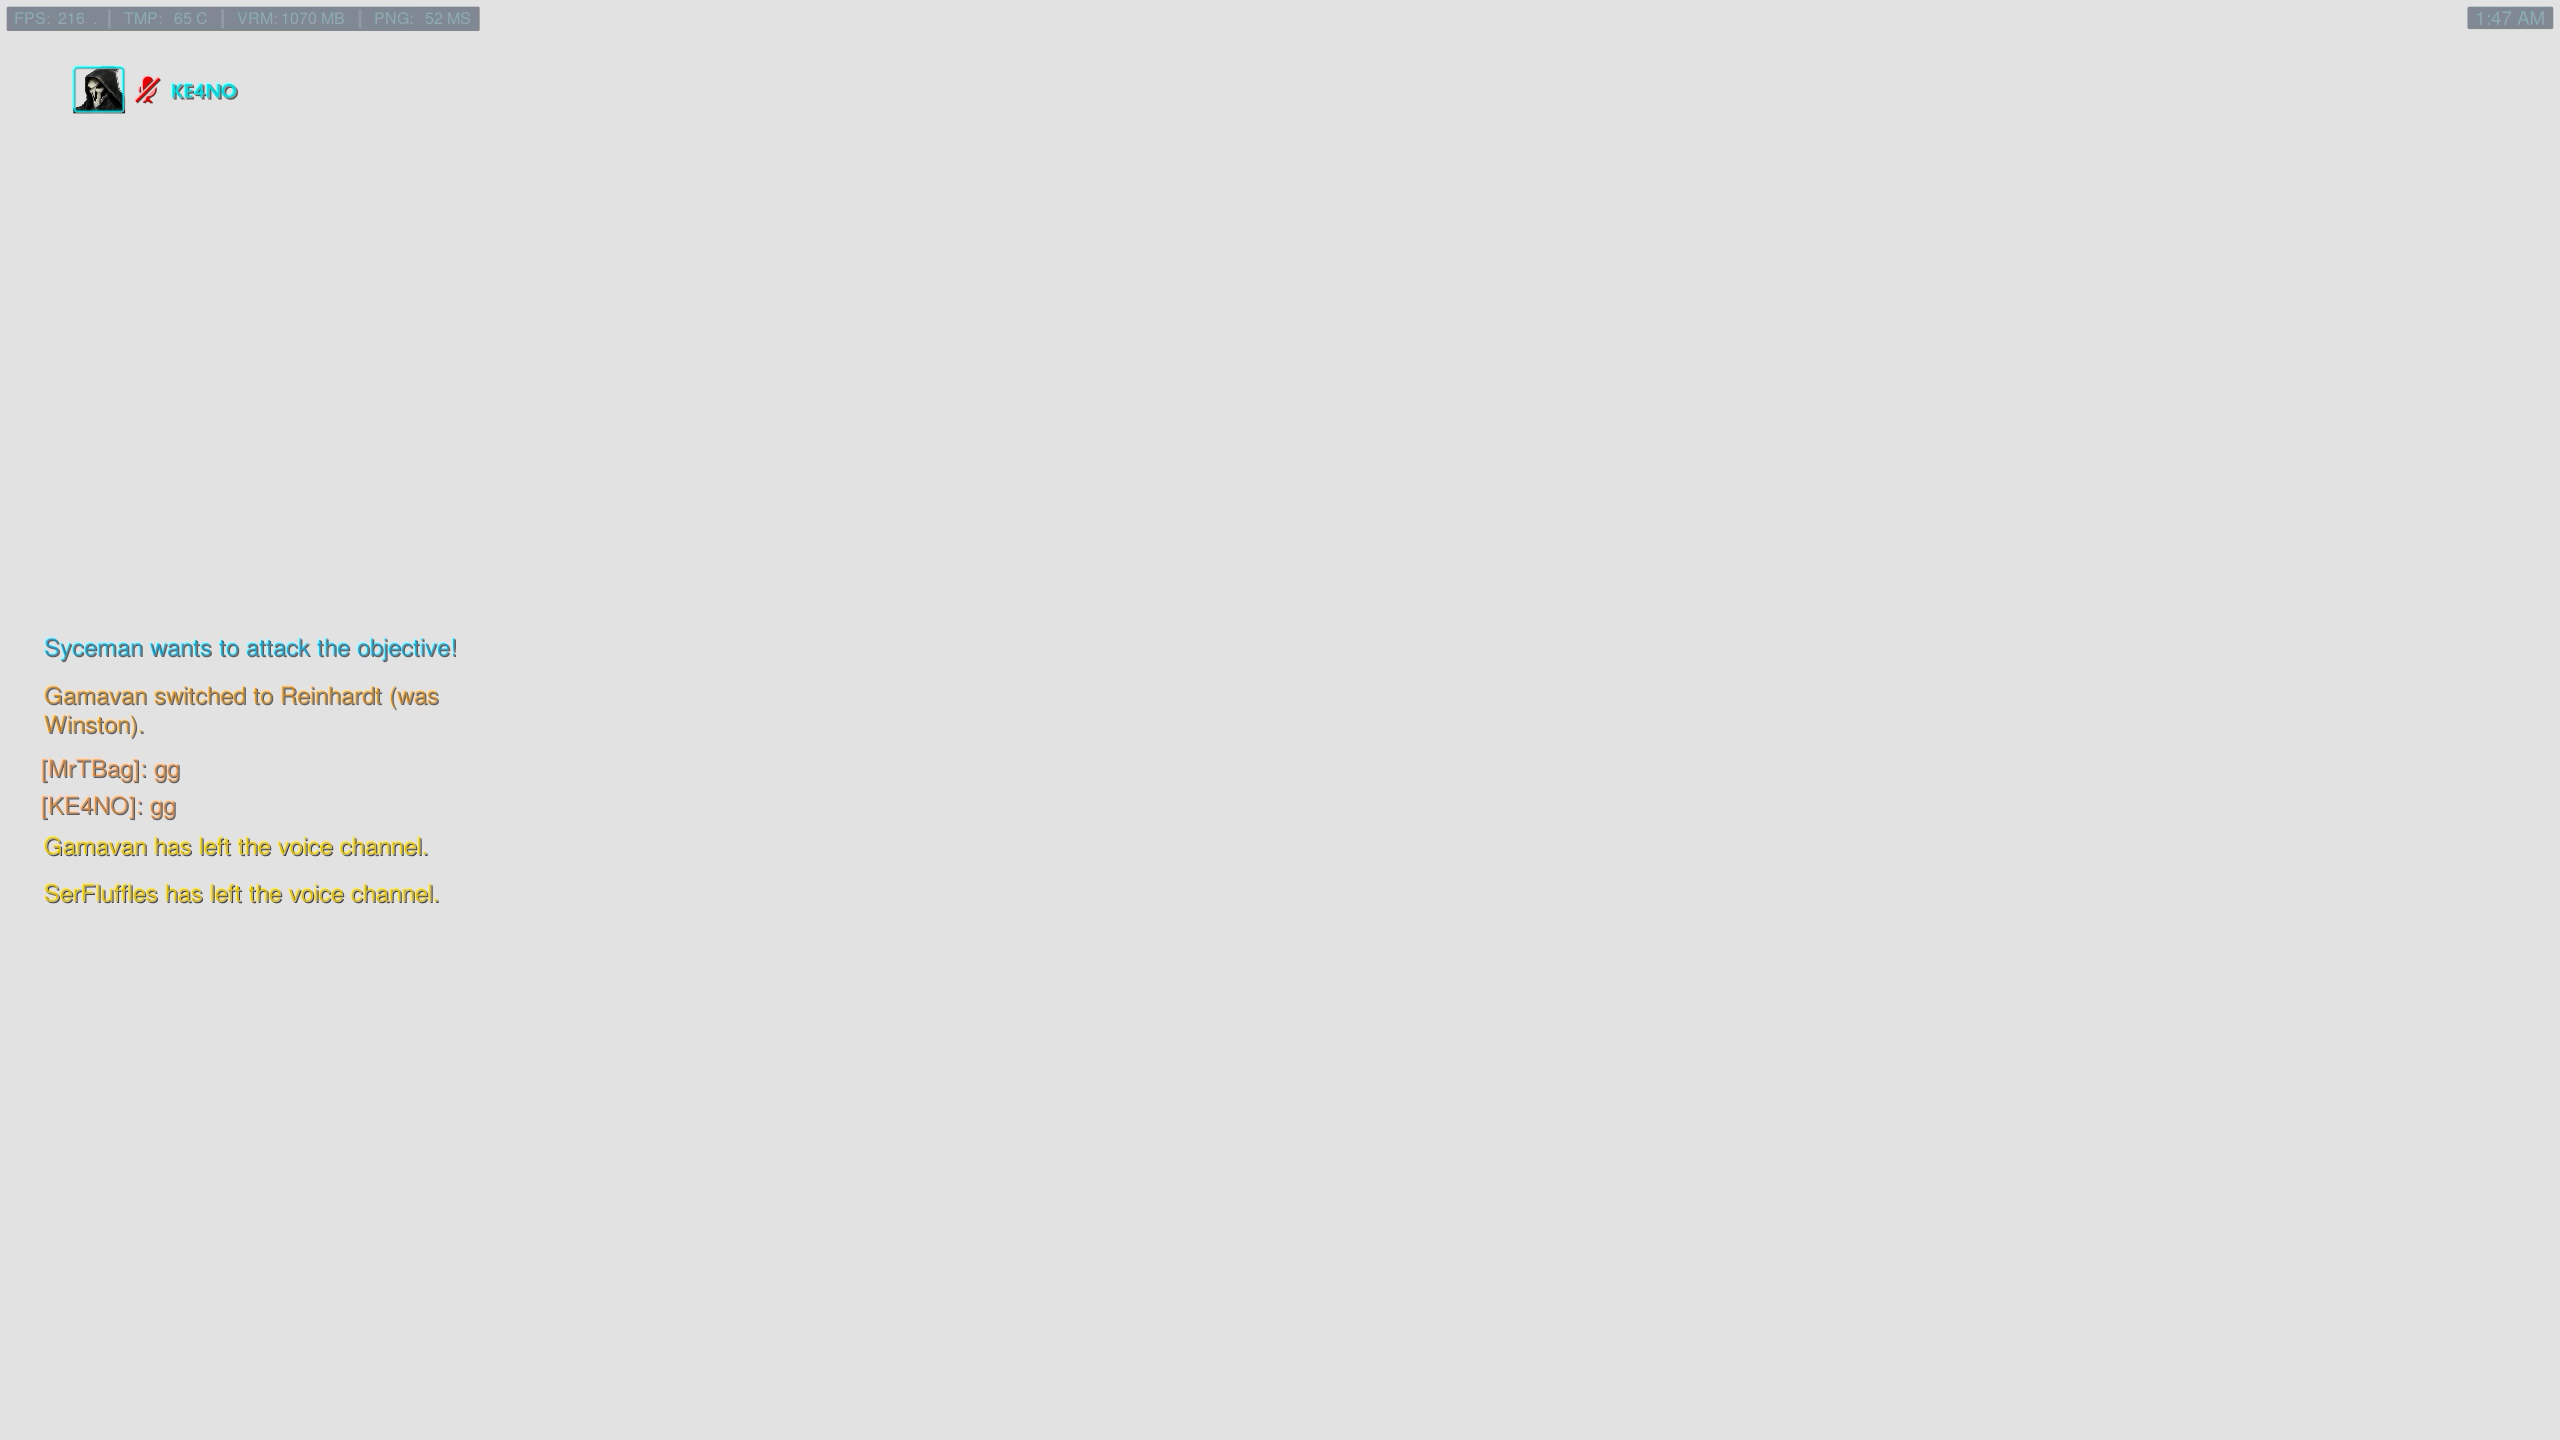 FPS: 216 . | TMP: 65 C | VRM: 1070 MB | PNG: 52 MS
1:47 AM
KE4NO
Syceman wants to attack the objective!
Gamavan switched to Reinhardt (was
Winston).
[MrTBag]: gg
[KE4NO]: gg
Gamavan has left the voice channel.
SerFluffles has left the voice channel.